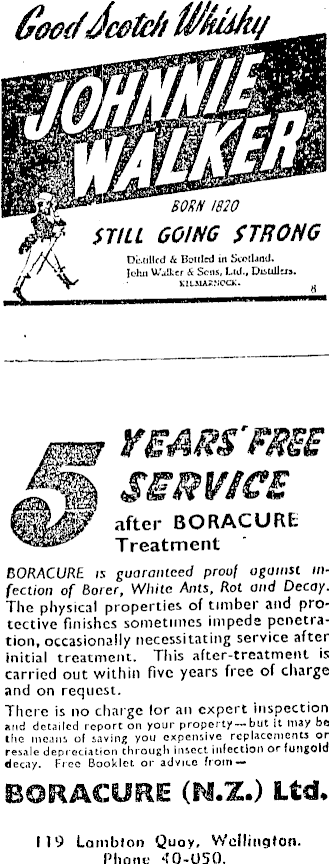 Good Scotch Whisky
JOHNNIE
WALKER
BORN 1820
STILL GOING STRONG
Distilled & Bottled in Scotland.
John Walker & Sons, Ltd., Distillers.
KILMARNOCK.
8
5 YEARS' FREE
SERVICE
after BORACURE
Treatment
BORACURE is guaranteed proof against in-
fection of Borer, White Ants, Rot and Decay.
The physical properties of timber and pro-
tective finishes sometimes impede penetra-
tion, occasionally necessitating service after
initial treatment. This after-treatment is
carried out within five years free of charge
and on request.
There is no charge for an expert inspection
and detailed report on your property—but it may be
the means of saving you expensive replacements or
resale depreciation through insect infection or fungoid
decay. Free Booklet or advice from—
BORACURE (N.Z.) Ltd.
119 Lambton Quay, Wellington.
Phone 40-050.